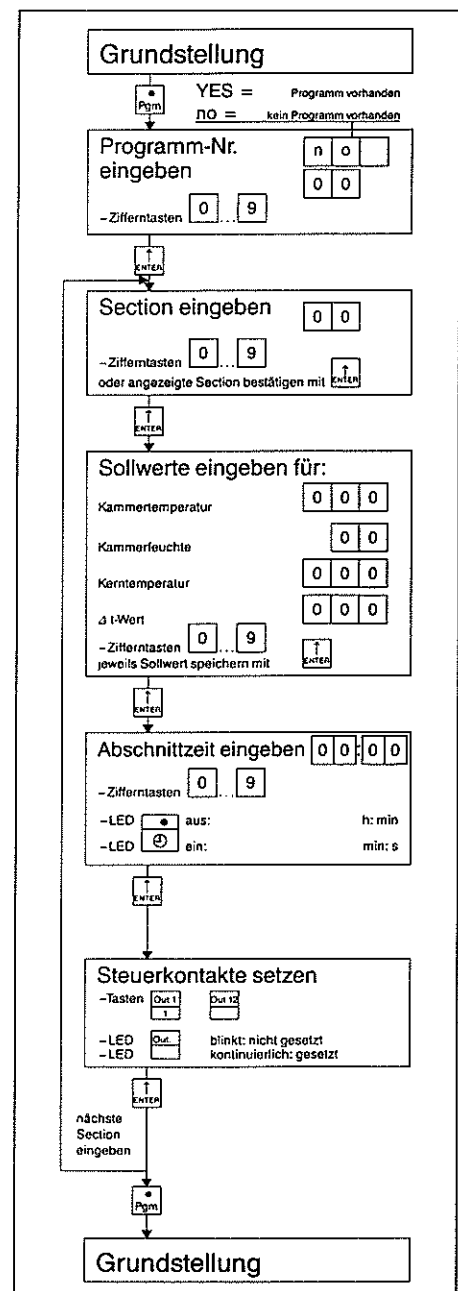 Grundstellung
Pgm
YES = Programm vorhanden
no = kein Programm vorhanden
Programm-Nr. n o
eingeben 0 0
–Zifferntasten 0 ... 9
↑
ENTER
Section eingeben 0 0
–Zifferntasten 0 ... 9
oder angezeigte Section bestätigen mit ↑ ENTER
↑
ENTER
Sollwerte eingeben für:
Kammertemperatur 0 0 0
Kammerfeuchte 0 0
Kerntemperatur 0 0 0
Δ t-Wert 0 0 0
–Zifferntasten 0 ... 9
jeweils Sollwert speichern mit ↑ ENTER
↑
ENTER
Abschnittzeit eingeben 0 0 : 0 0
–Zifferntasten 0 ... 9
–LED aus: h: min
–LED ein: min: s
↑
ENTER
Steuerkontakte setzen
–Tasten Out 1 Out 12
1
–LED Out. blinkt: nicht gesetzt
–LED kontinuierlich: gesetzt
↑
ENTER
nächste
Section
eingeben
Pgm
Grundstellung